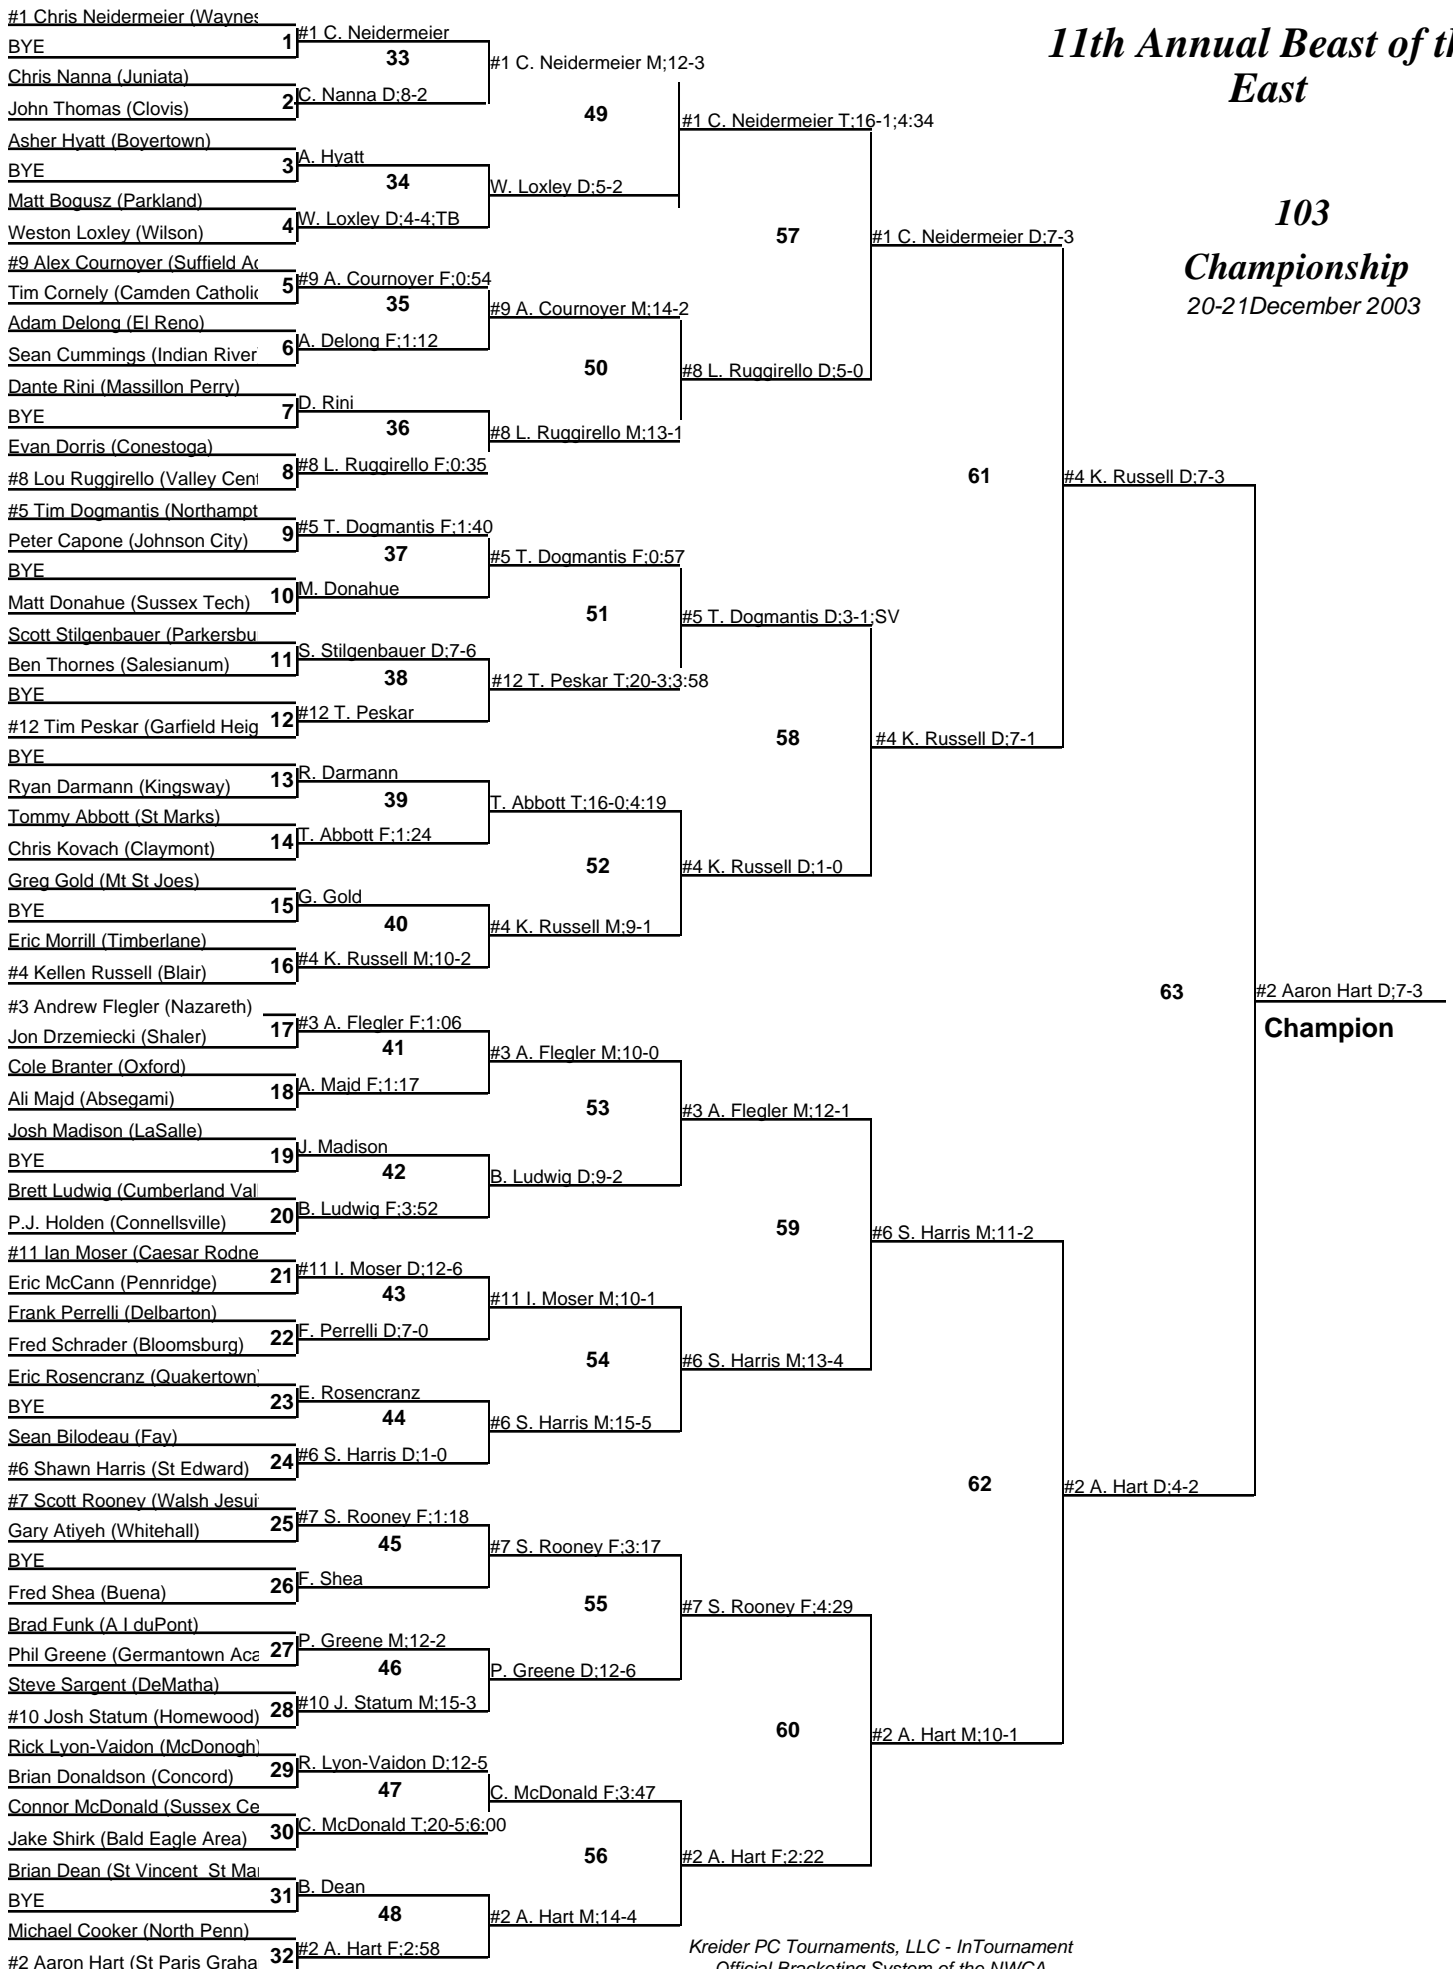 11th Annual Beast of th
East
103
Championship
20-21December 2003
#1 Chris Neidermeier (Waynes
BYE
Chris Nanna (Juniata)
John Thomas (Clovis)
Asher Hyatt (Boyertown)
BYE
Matt Bogusz (Parkland)
Weston Loxley (Wilson)
#9 Alex Cournoyer (Suffield Ac
Tim Cornely (Camden Catholic
Adam Delong (El Reno)
Sean Cummings (Indian River
Dante Rini (Massillon Perry)
BYE
Evan Dorris (Conestoga)
#8 Lou Ruggirello (Valley Cent
#5 Tim Dogmantis (Northampt
Peter Capone (Johnson City)
BYE
Matt Donahue (Sussex Tech)
Scott Stilgenbauer (Parkersbu
Ben Thornes (Salesianum)
BYE
#12 Tim Peskar (Garfield Heig
BYE
Ryan Darmann (Kingsway)
Tommy Abbott (St Marks)
Chris Kovach (Claymont)
Greg Gold (Mt St Joes)
BYE
Eric Morrill (Timberlane)
#4 Kellen Russell (Blair)
#3 Andrew Flegler (Nazareth)
Jon Drzemiecki (Shaler)
Cole Branter (Oxford)
Ali Majd (Absegami)
Josh Madison (LaSalle)
BYE
Brett Ludwig (Cumberland Val
P.J. Holden (Connellsville)
#11 Ian Moser (Caesar Rodne
Eric McCann (Pennridge)
Frank Perrelli (Delbarton)
Fred Schrader (Bloomsburg)
Eric Rosencranz (Quakertown)
BYE
Sean Bilodeau (Fay)
#6 Shawn Harris (St Edward)
#7 Scott Rooney (Walsh Jesui
Gary Atiyeh (Whitehall)
BYE
Fred Shea (Buena)
Brad Funk (A I duPont)
Phil Greene (Germantown Aca
Steve Sargent (DeMatha)
#10 Josh Statum (Homewood)
Rick Lyon-Vaidon (McDonogh)
Brian Donaldson (Concord)
Connor McDonald (Sussex Ce
Jake Shirk (Bald Eagle Area)
Brian Dean (St Vincent St Mar
BYE
Michael Cooker (North Penn)
#2 Aaron Hart (St Paris Graha
1
2
3
4
5
6
7
8
9
10
11
12
13
14
15
16
17
18
19
20
21
22
23
24
25
26
27
28
29
30
31
32
#1 C. Neidermeier
C. Nanna D;8-2
A. Hyatt
W. Loxley D;4-4;TB
#9 A. Cournoyer F;0:54
A. Delong F;1:12
D. Rini
#8 L. Ruggirello F;0:35
#5 T. Dogmantis F;1:40
M. Donahue
S. Stilgenbauer D;7-6
#12 T. Peskar
R. Darmann
T. Abbott F;1:24
G. Gold
#4 K. Russell M;10-2
#3 A. Flegler F;1:06
A. Majd F;1:17
J. Madison
B. Ludwig F;3:52
#11 I. Moser D;12-6
F. Perrelli D;7-0
E. Rosencranz
#6 S. Harris D;1-0
#7 S. Rooney F;1:18
F. Shea
P. Greene M;12-2
#10 J. Statum M;15-3
R. Lyon-Vaidon D;12-5
C. McDonald T;20-5;6:00
B. Dean
#2 A. Hart F;2:58
33
34
35
36
37
38
39
40
41
42
43
44
45
46
47
48
#1 C. Neidermeier M;12-3
W. Loxley D;5-2
#9 A. Cournoyer M;14-2
#8 L. Ruggirello M;13-1
#5 T. Dogmantis F;0:57
#12 T. Peskar T;20-3;3:58
T. Abbott T;16-0;4:19
#4 K. Russell M;9-1
#3 A. Flegler M;10-0
B. Ludwig D;9-2
#11 I. Moser M;10-1
#6 S. Harris M;15-5
#7 S. Rooney F;3:17
P. Greene D;12-6
C. McDonald F;3:47
#2 A. Hart M;14-4
49
50
51
52
53
54
55
56
#1 C. Neidermeier T;16-1;4:34
#8 L. Ruggirello D;5-0
#5 T. Dogmantis D;3-1;SV
#4 K. Russell D;1-0
#3 A. Flegler M;12-1
#6 S. Harris M;13-4
#7 S. Rooney F;4:29
#2 A. Hart F;2:22
57
58
59
60
#1 C. Neidermeier D;7-3
#4 K. Russell D;7-1
#6 S. Harris M;11-2
#2 A. Hart M;10-1
61
62
#4 K. Russell D;7-3
#2 A. Hart D;4-2
63
#2 Aaron Hart D;7-3
Champion
Kreider PC Tournaments, LLC - InTournament
Official Bracketing System of the NWCA